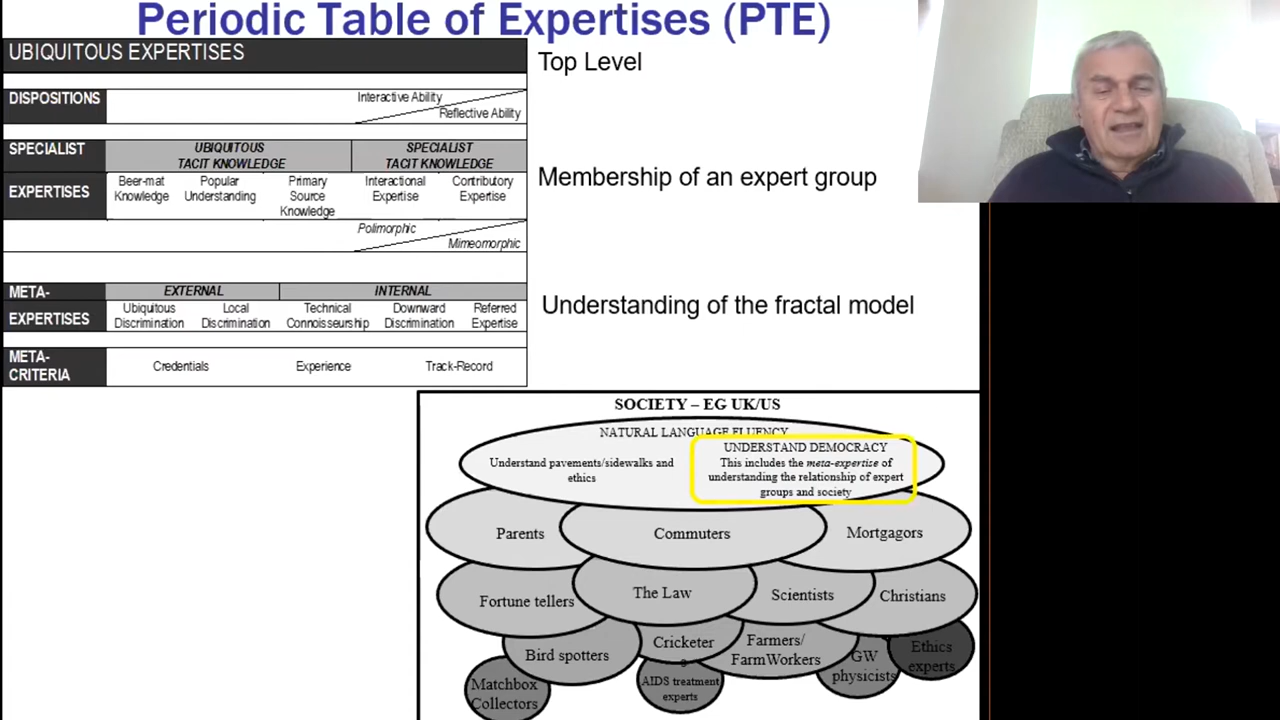 Periodic Table of Expertises (PTE)
UBIQUITOUS EXPERTISES
Top Level
DISPOSITIONS
Interactive Ability
Reflective Ability
SPECIALIST
UBIQUITOUS
TACIT KNOWLEDGE
SPECIALIST
TACIT KNOWLEDGE
EXPERTISES
Beer-mat
Knowledge
Popular
Understanding
Primary
Source
Knowledge
Interactional
Expertise
Contributory
Expertise
Membership of an expert group
Polimorphic
Mimeomorphic
META-
EXPERTISES
EXTERNAL
INTERNAL
Ubiquitous
Discrimination
Local
Discrimination
Technical
Connoisseurship
Downward
Discrimination
Referred
Expertise
Understanding of the fractal model
META-
CRITERIA
Credentials
Experience
Track-Record
SOCIETY – EG UK/US
NATURAL LANGUAGE FLUENCY
Understand pavements/sidewalks and
ethics
UNDERSTAND DEMOCRACY
This includes the meta-expertise of
understanding the relationship of expert
groups and society
Parents
Commuters
Mortgagors
Fortune tellers
The Law
Scientists
Christians
Bird spotters
Cricketer
s
Farmers/
FarmWorkers
GW
physicists
Ethics
experts
Matchbox
Collectors
AIDS treatment
experts